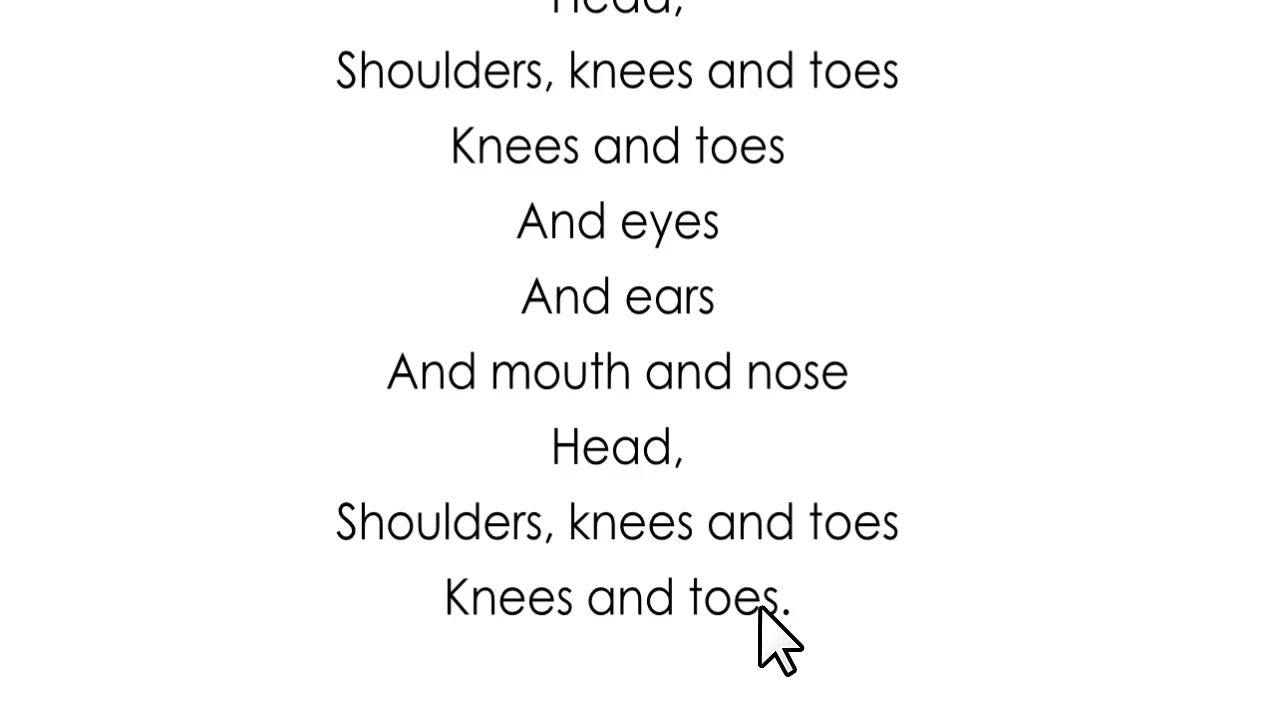 Head,
Shoulders, knees and toes
Knees and toes
And eyes
And ears
And mouth and nose
Head,
Shoulders, knees and toes
Knees and toes.